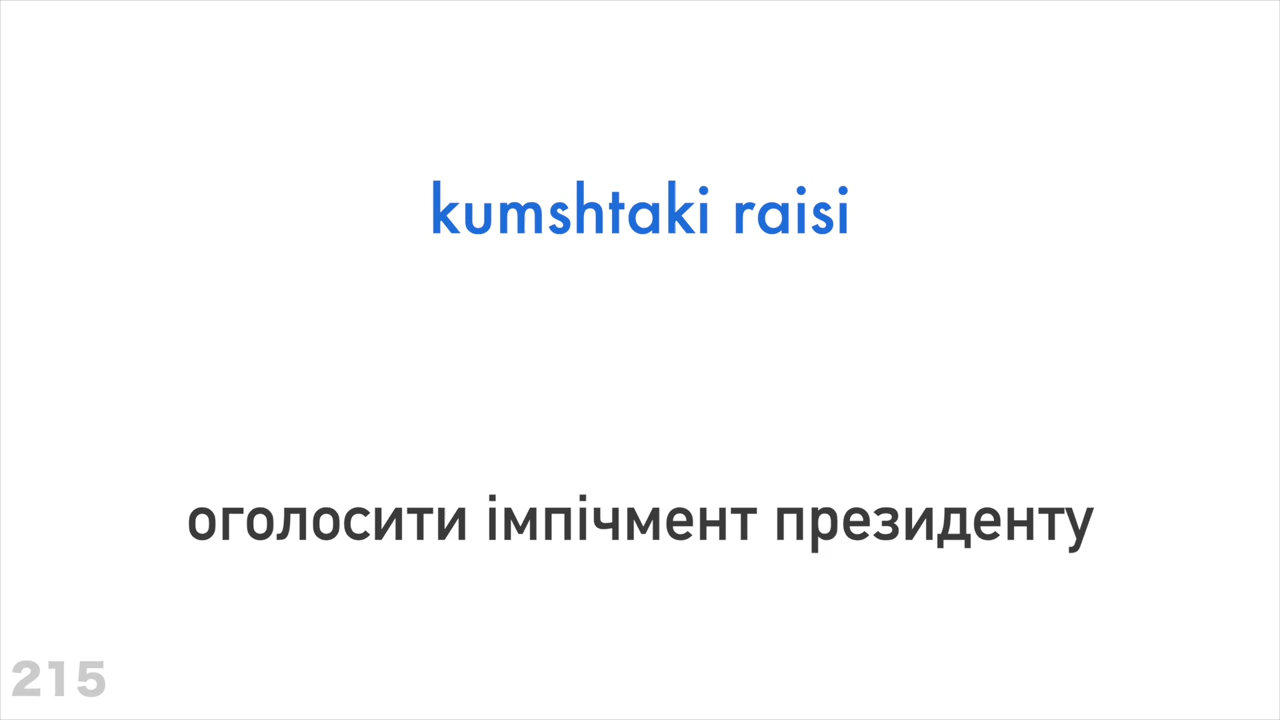 kumshtaki raisi
оголосити імпічмент президенту
215